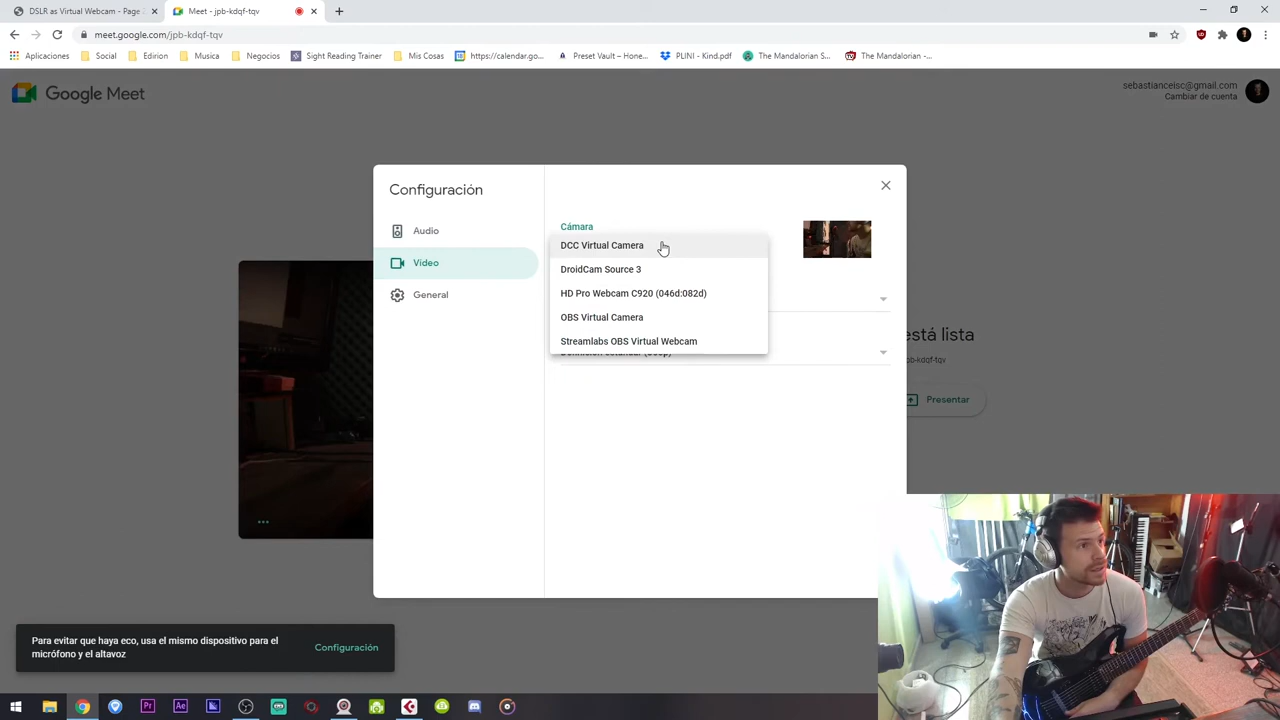 DSLR as Virtual Webcam - Page
Meet - jpb-kdqf-tqv
meet.google.com/jpb-kdqf-tqv
Aplicaciones
Social
Edirion
Musica
Negocios
Sight Reading Trainer
Mis Cosas
https://calendar.go...
Preset Vault – Hone...
PLINI - Kind.pdf
The Mandalorian S...
The Mandalorian -...
Google Meet
sebastianceisc@gmail.com
Cambiar de cuenta
Configuración
Audio
Video
General
Cámara
DCC Virtual Camera
DroidCam Source 3
HD Pro Webcam C920 (046d:082d)
OBS Virtual Camera
Streamlabs OBS Virtual Webcam
está lista
pb-kdqf-tqv
Presentar
Para evitar que haya eco, usa el mismo dispositivo para el
micrófono y el altavoz
Configuración